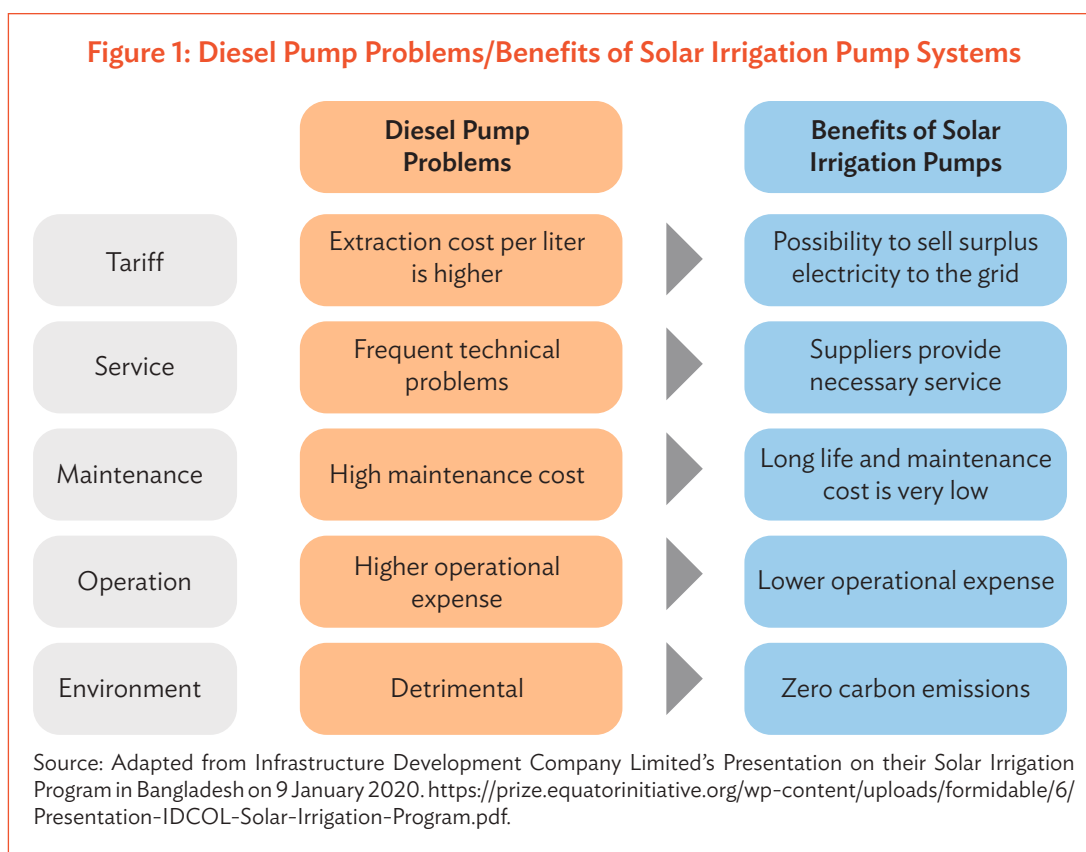 Figure 1: Diesel Pump Problems/Benefits of Solar Irrigation Pump Systems
Diesel Pump
Problems
Benefits of Solar
Irrigation Pumps
Tariff
Extraction cost per liter
is higher
Possibility to sell surplus
electricity to the grid
Service
Frequent technical
problems
Suppliers provide
necessary service
Maintenance
High maintenance cost
Long life and maintenance
cost is very low
Operation
Higher operational
expense
Lower operational expense
Environment
Detrimental
Zero carbon emissions
Source: Adapted from Infrastructure Development Company Limited’s Presentation on their Solar Irrigation
Program in Bangladesh on 9 January 2020. https://prize.equatorinitiative.org/wp-content/uploads/formidable/6/
Presentation-IDCOL-Solar-Irrigation-Program.pdf.